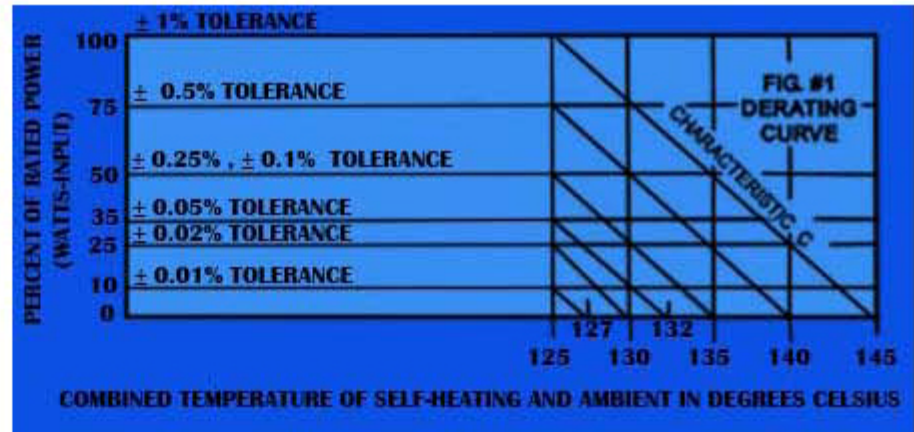 ± 1% TOLERANCE
100
± 0.5% TOLERANCE
75
± 0.25% , ± 0.1% TOLERANCE
50
± 0.05% TOLERANCE
35
± 0.02% TOLERANCE
25
± 0.01% TOLERANCE
10
0
PERCENT OF RATED POWER
(WATTS-INPUT)
FIG. #1
DERATING
CURVE
CHARACTERISTIC, C
127 132
125 130 135 140 145
COMBINED TEMPERATURE OF SELF-HEATING AND AMBIENT IN DEGREES CELSIUS